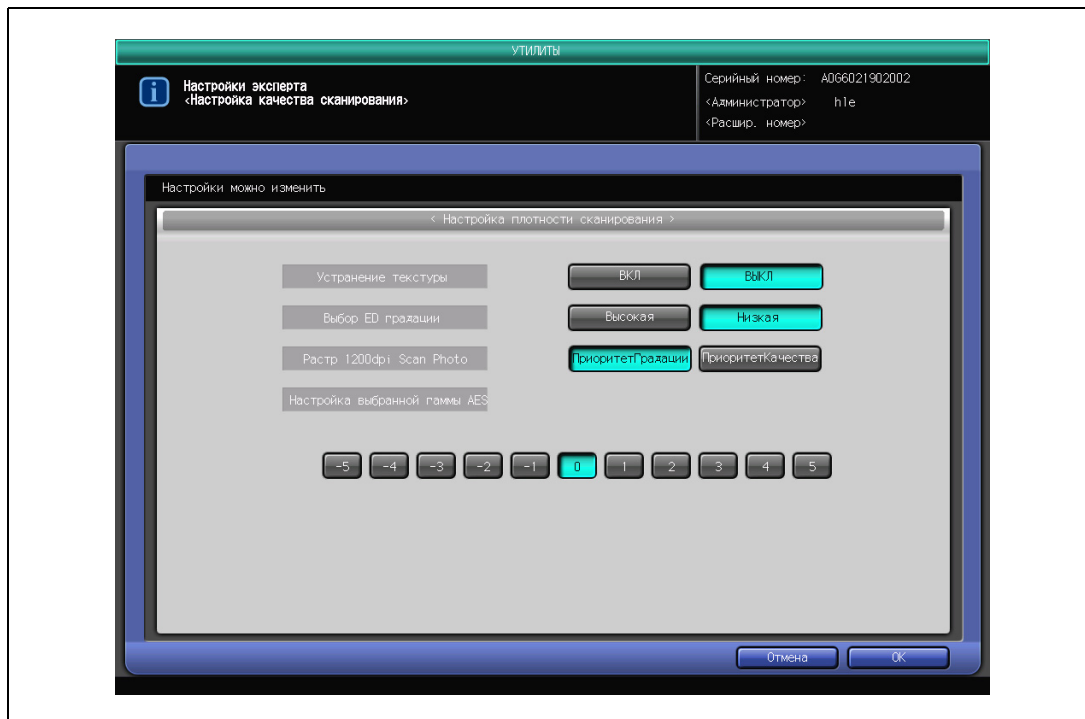 УТИЛИТЫ
Настройки эксперта
<Настройка качества сканирования>
Серийный номер: A0G6021902002
<Администратор> hle
<Расшир. номер>
Настройки можно изменить
< Настройка плотности сканирования >
Устранение текстуры ВКЛ ВЫКЛ
Выбор ED градации Высокая Низкая
Растр 1200dpi Scan Photo ПриоритетГрадации ПриоритетКачества
Настройка выбранной гаммы AES
-5 -4 -3 -2 -1 0 1 2 3 4 5
Отмена OK